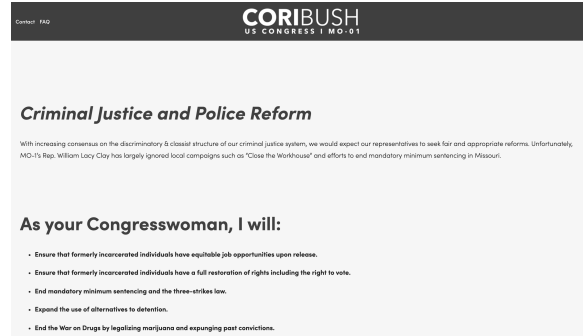 Contact FAQ
CORIBUSH
US CONGRESS | MO-01
Criminal Justice and Police Reform
With increasing consensus on the discriminatory & classist structure of our criminal justice system, we would expect our representatives to seek fair and appropriate reforms. Unfortunately,
MO-1's Rep. William Lacy Clay has largely ignored local campaigns such as "Close the Workhouse" and efforts to end mandatory minimum sentencing in Missouri.
As your Congresswoman, I will:
• Ensure that formerly incarcerated individuals have equitable job opportunities upon release.
• Ensure that formerly incarcerated individuals have a full restoration of rights including the right to vote.
• End mandatory minimum sentencing and the three-strikes law.
• Expand the use of alternatives to detention.
• End the War on Drugs by legalizing marijuana and expunging past convictions.